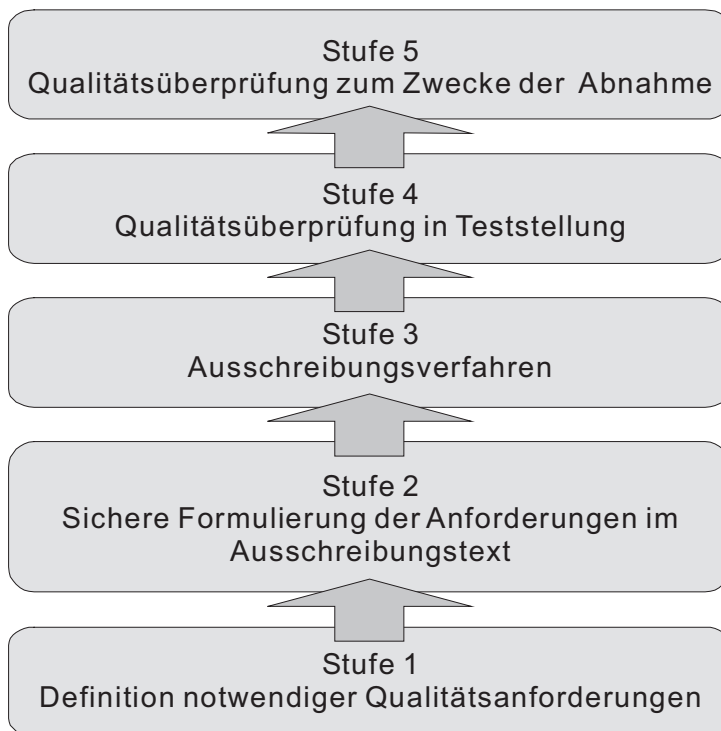 Stufe 5
Qualitätsüberprüfung zum Zwecke der Abnahme
Stufe 4
Qualitätsüberprüfung in Teststellung
Stufe 3
Ausschreibungsverfahren
Stufe 2
Sichere Formulierung der Anforderungen im
Ausschreibungstext
Stufe 1
Definition notwendiger Qualitätsanforderungen